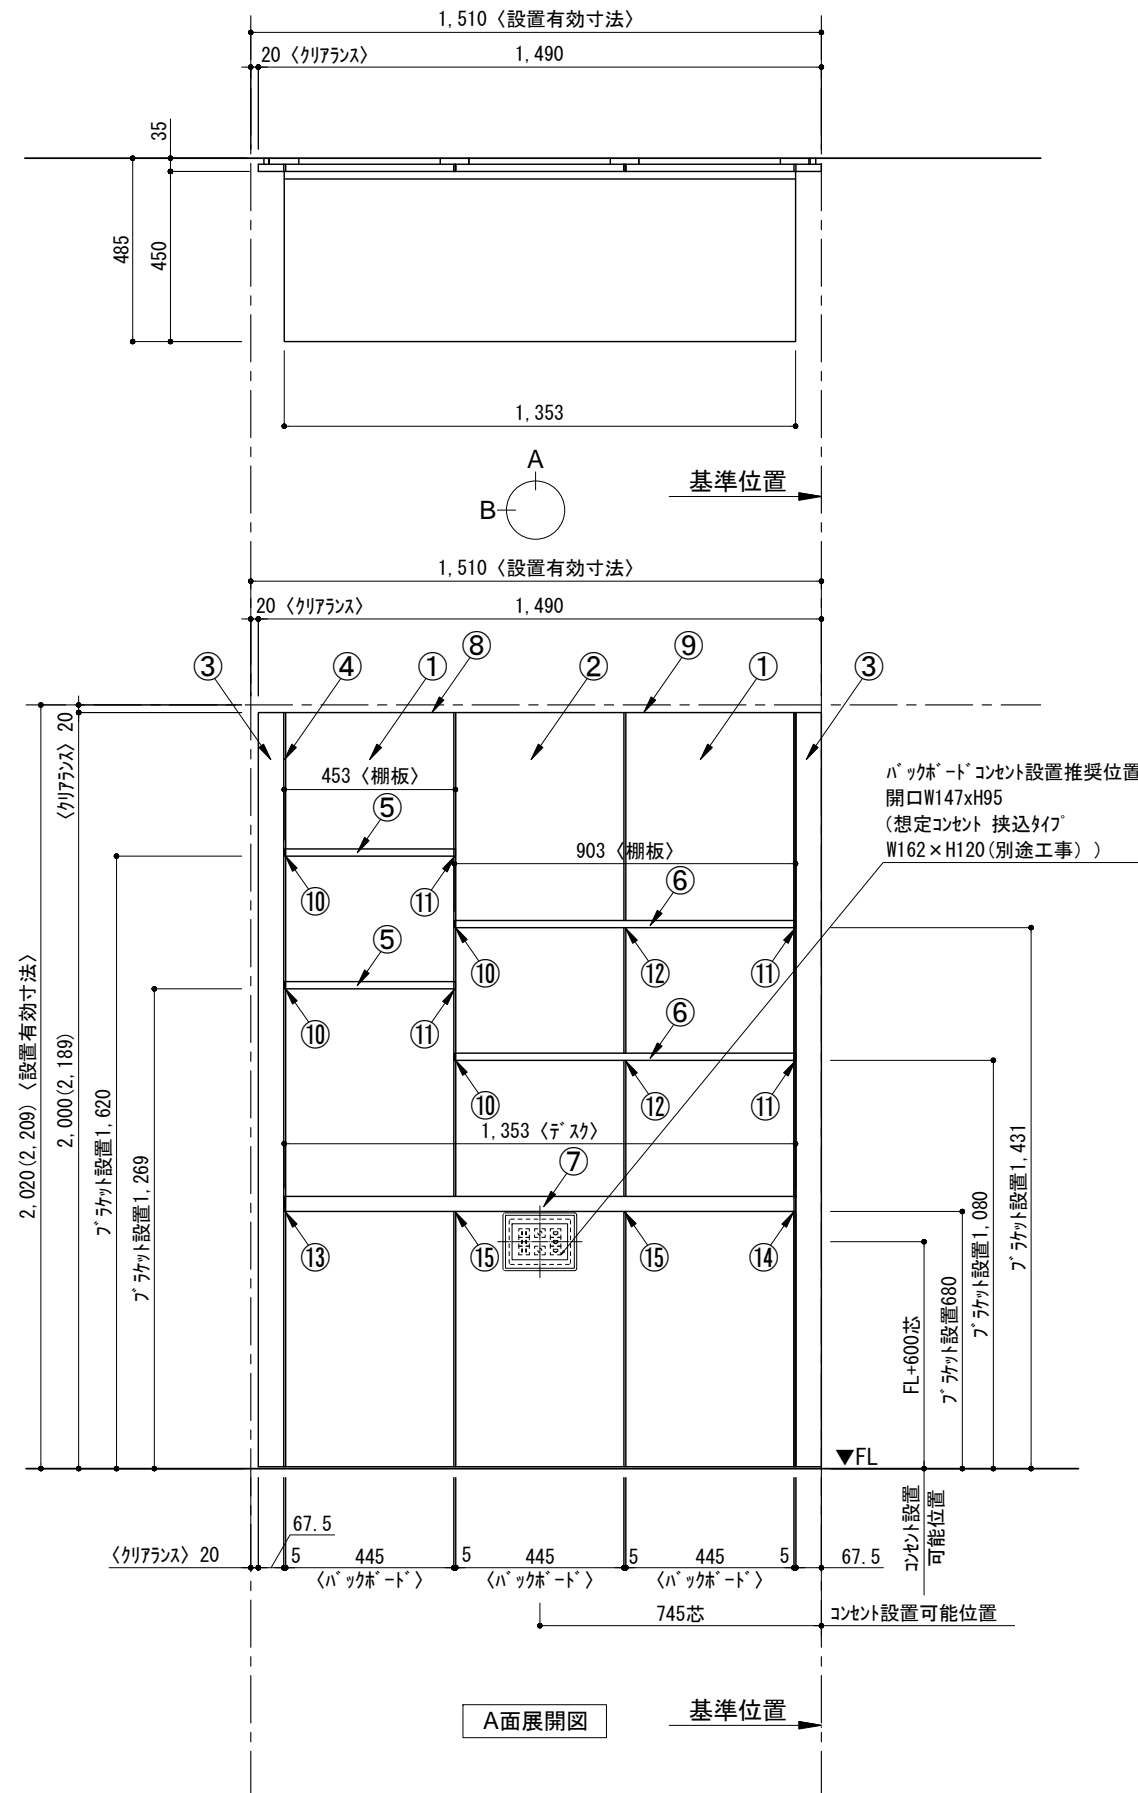 1,510〈設置有効寸法〉
20〈クリアランス〉
1,490
35
485
450
1,353
A
B
基準位置
1,510〈設置有効寸法〉
20〈クリアランス〉
1,490
③
④
①
⑧
②
⑨
①
③
〈クリアランス〉20
2,020(2,209)〈設置有効寸法〉
2,000(2,189)
ブラケット設置1,620
ブラケット設置1,269
453〈棚板〉
⑤
⑩
⑪
903〈棚板〉
⑥
⑤
⑩
⑫
⑪
⑩
⑪
⑥
⑩
⑫
⑪
1,353〈デスク〉
⑦
⑬
⑮
⑮
⑭
バックボードコンセント設置推奨位置
開口W147xH95
(想定コンセント 挟込タイプ
W162×H120(別途工事) )
FL+600芯
ブラケット設置680
ブラケット設置1,080
ブラケット設置1,431
▼FL
コンセント設置
可能位置
67.5
〈クリアランス〉20
5
445
5
445
5
445
5
67.5
〈バックボード〉
〈バックボード〉
〈バックボード〉
745芯
コンセント設置可能位置
A面展開図
基準位置